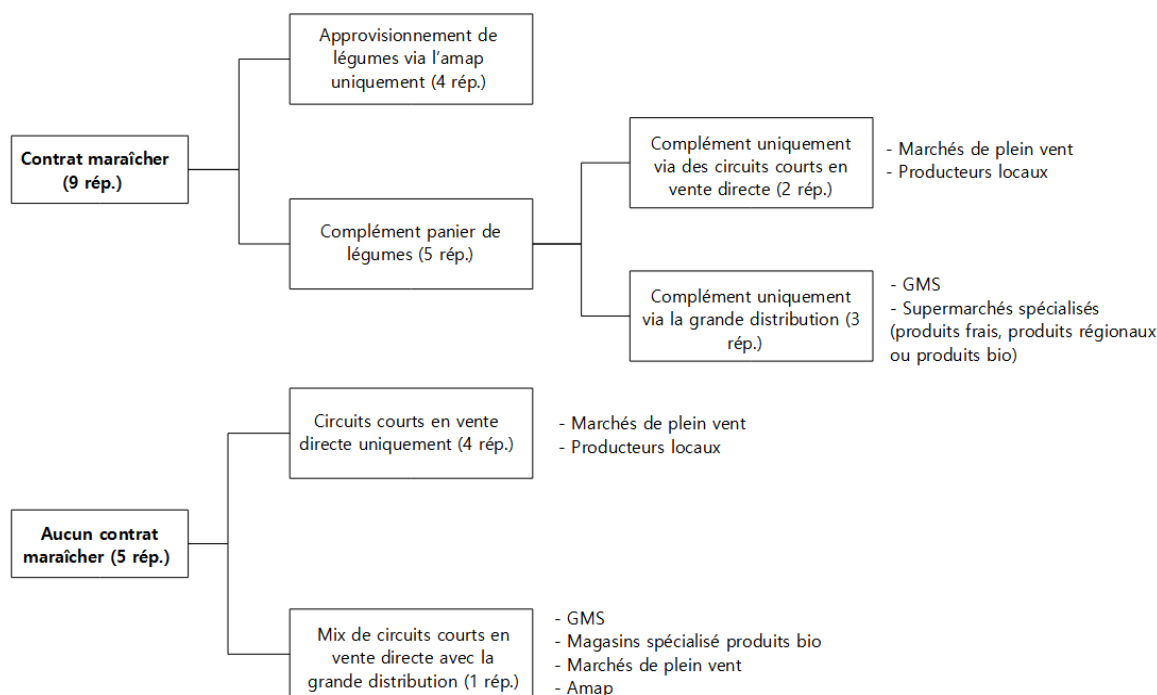 Approvisionnement de
légumes via l'amap
uniquement (4 rép.)
Contrat maraîcher
(9 rép.)
Complément panier de
légumes (5 rép.)
Complément uniquement
via des circuits courts en
vente directe (2 rép.)
- Marchés de plein vent
- Producteurs locaux
Complément uniquement
via la grande distribution (3
rép.)
- GMS
- Supermarchés spécialisés
(produits frais, produits régionaux
ou produits bio)
Circuits courts en vente
directe uniquement (4 rép.)
- Marchés de plein vent
- Producteurs locaux
Aucun contrat
maraîcher (5 rép.)
Mix de circuits courts en
vente directe avec la
grande distribution (1 rép.)
- GMS
- Magasins spécialisé produits bio
- Marchés de plein vent
- Amap